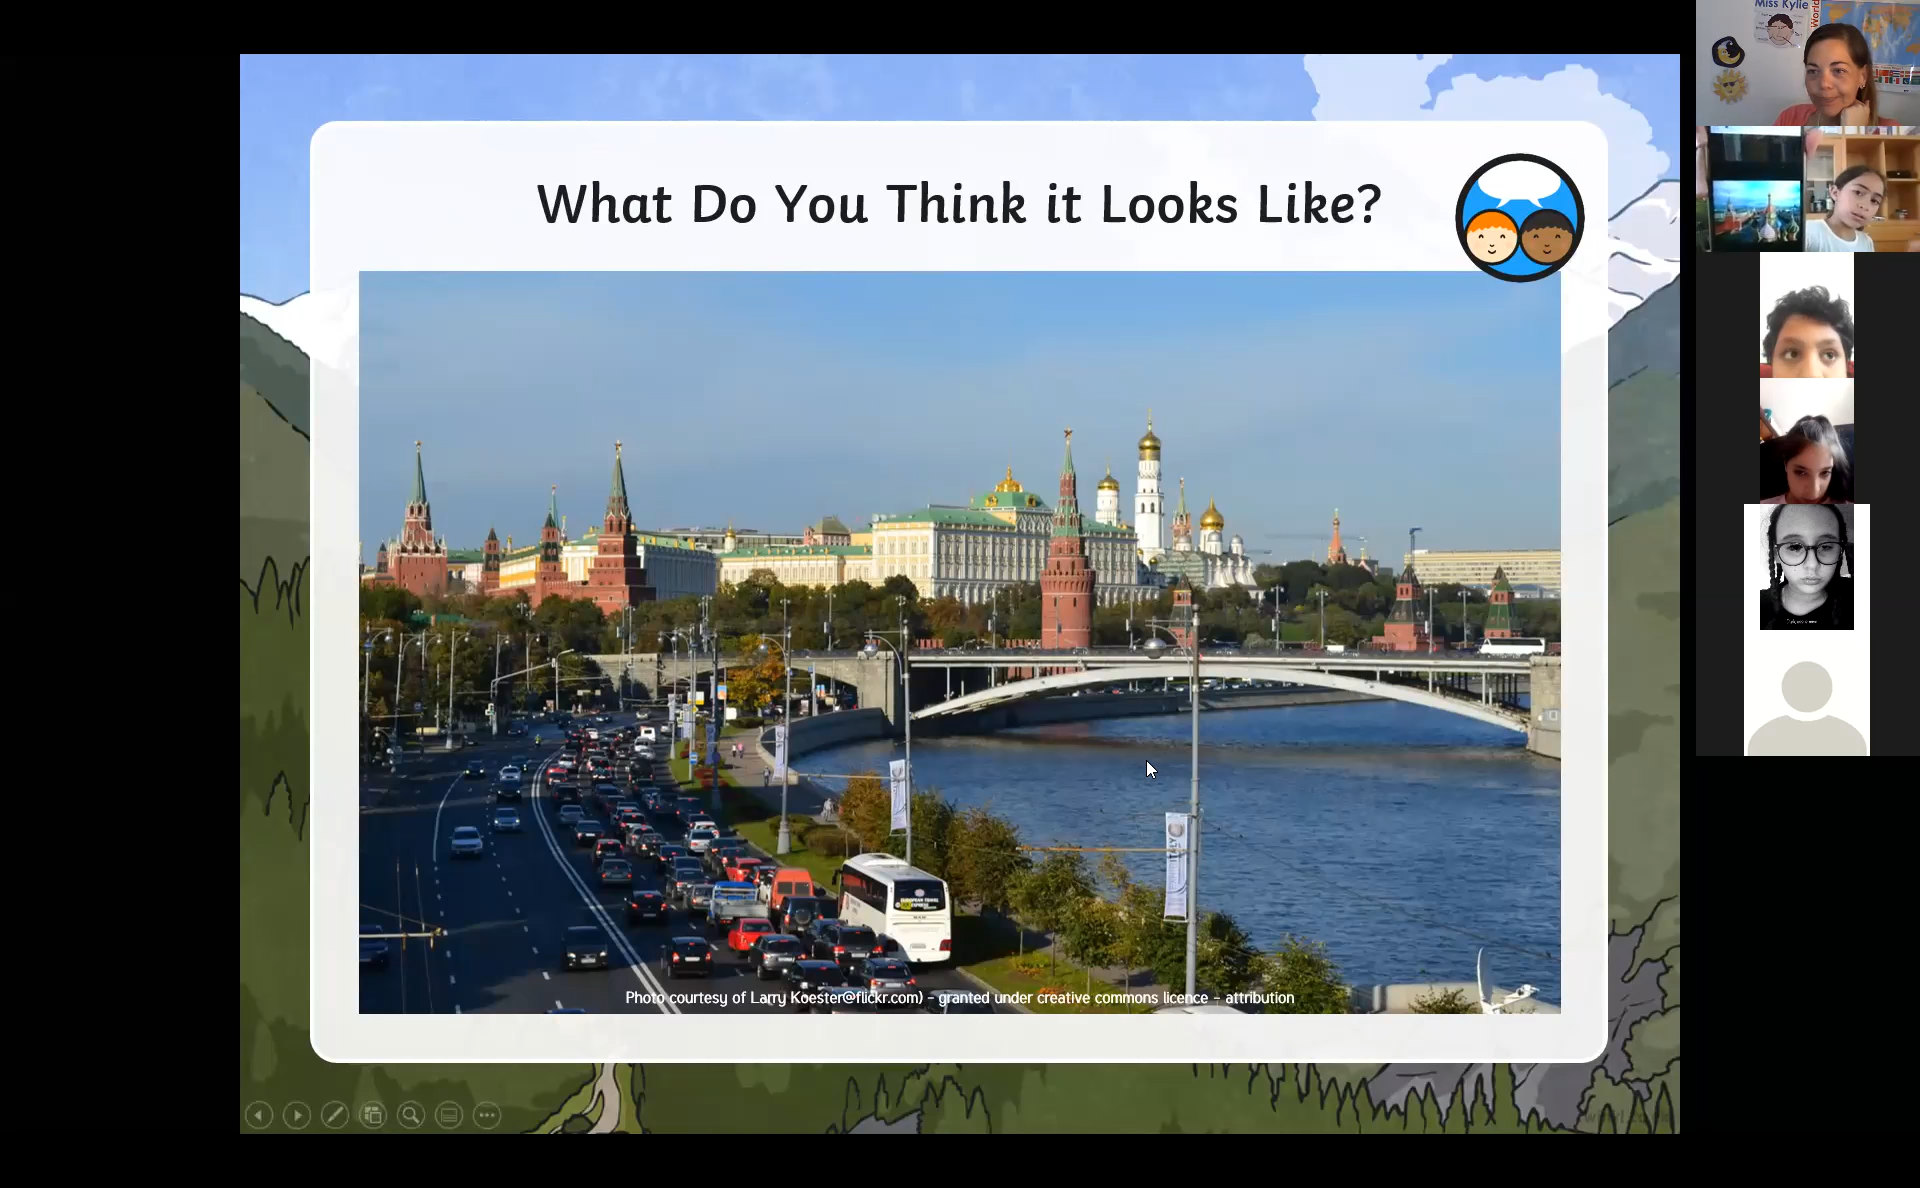 What Do You Think it Looks Like?
Photo courtesy of Larry Koester@flickr.com) – granted under creative commons licence – attribution
Miss Kylie
World